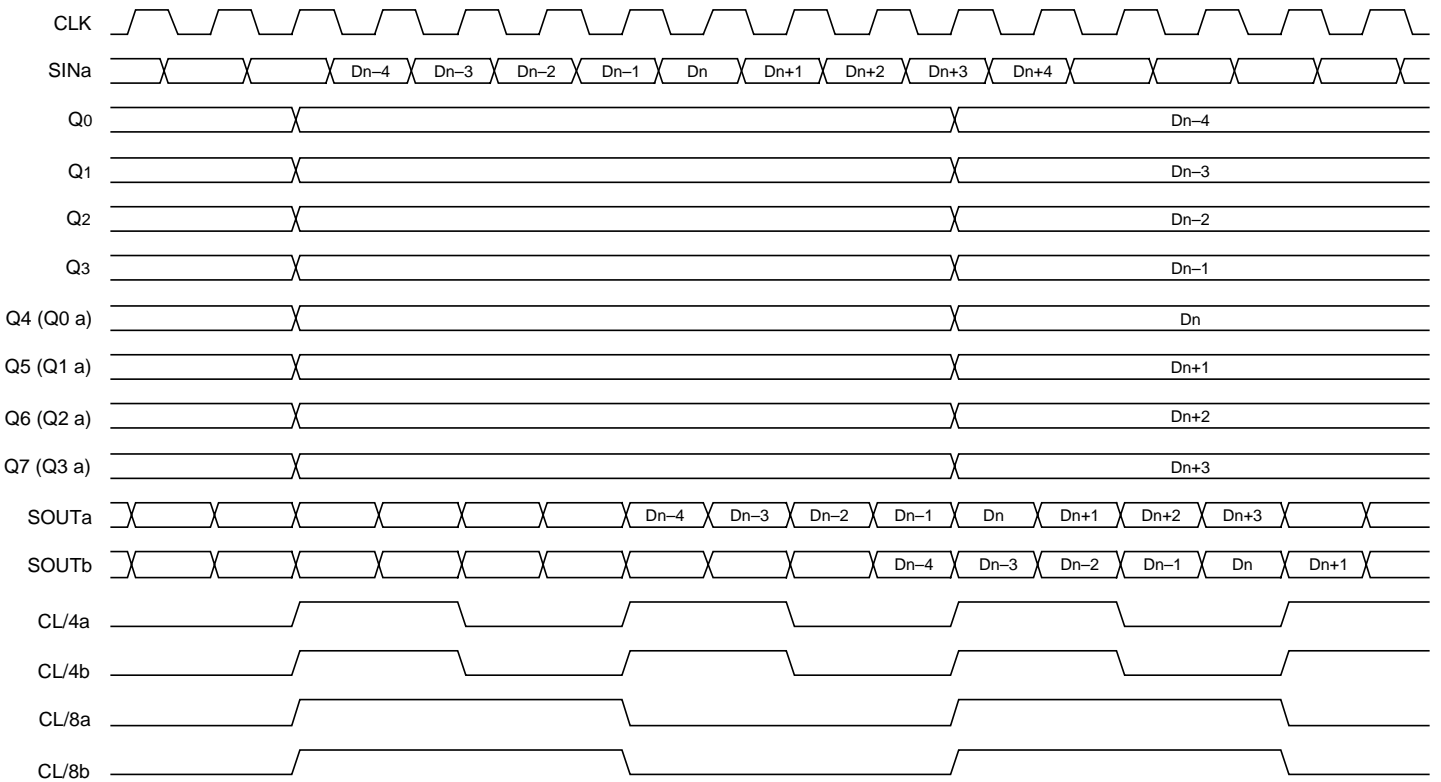 CLK
SINa Dn–4 Dn–3 Dn–2 Dn–1 Dn Dn+1 Dn+2 Dn+3 Dn+4
Q0 Dn–4
Q1 Dn–3
Q2 Dn–2
Q3 Dn–1
Q4 (Q0 a) Dn
Q5 (Q1 a) Dn+1
Q6 (Q2 a) Dn+2
Q7 (Q3 a) Dn+3
SOUTa Dn–4 Dn–3 Dn–2 Dn–1 Dn Dn+1 Dn+2 Dn+3
SOUTb Dn–4 Dn–3 Dn–2 Dn–1 Dn Dn+1
CL/4a
CL/4b
CL/8a
CL/8b